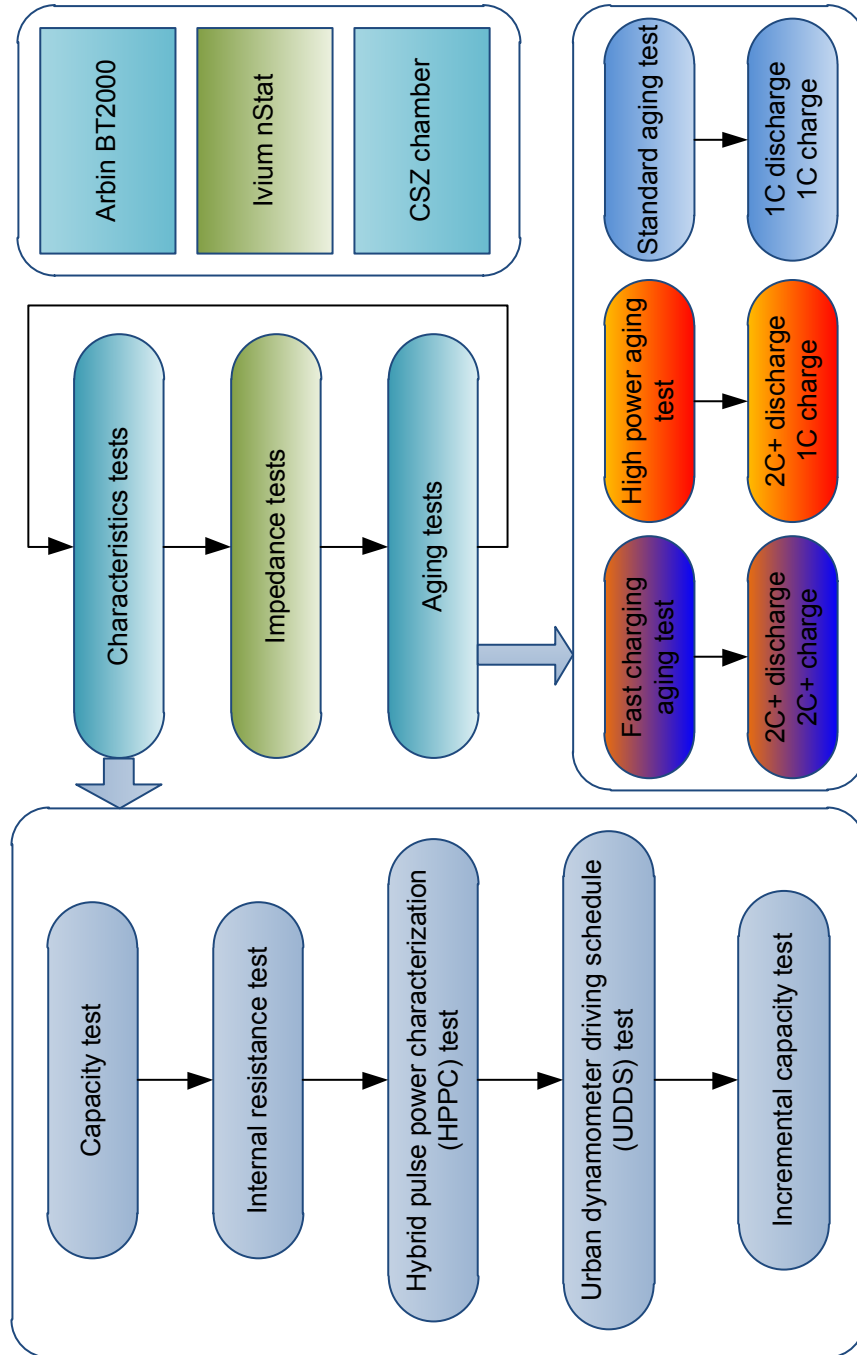 Capacity test
Internal resistance test
Hybrid pulse power characterization
(HPPC) test
Urban dynamometer driving schedule
(UDDS) test
Incremental capacity test
Characteristics tests
Impedance tests
Aging tests
Arbin BT2000
Ivium nStat
CSZ chamber
Fast charging
aging test
2C+ discharge
2C+ charge
High power aging
test
2C+ discharge
1C charge
Standard aging test
1C discharge
1C charge